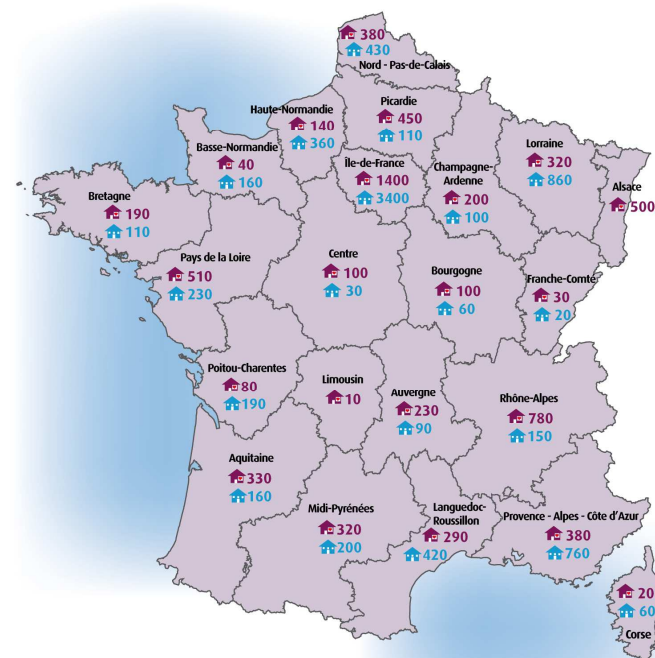 380
430
Nord - Pas-de-Calais
Haute-Normandie
140
360
Picardie
450
110
Basse-Normandie
40
160
Île-de-France
1400
3400
Champagne-
Ardenne
200
100
Lorraine
320
860
Alsace
500
Bretagne
190
110
Pays de la Loire
510
230
Centre
100
30
Bourgogne
100
60
Franche-Comté
30
20
Poitou-Charentes
80
190
Limousin
10
Auvergne
230
90
Rhône-Alpes
780
150
Aquitaine
330
160
Midi-Pyrénées
320
200
Languedoc-
Roussillon
290
420
Provence - Alpes - Côte d'Azur
380
760
20
60
Corse